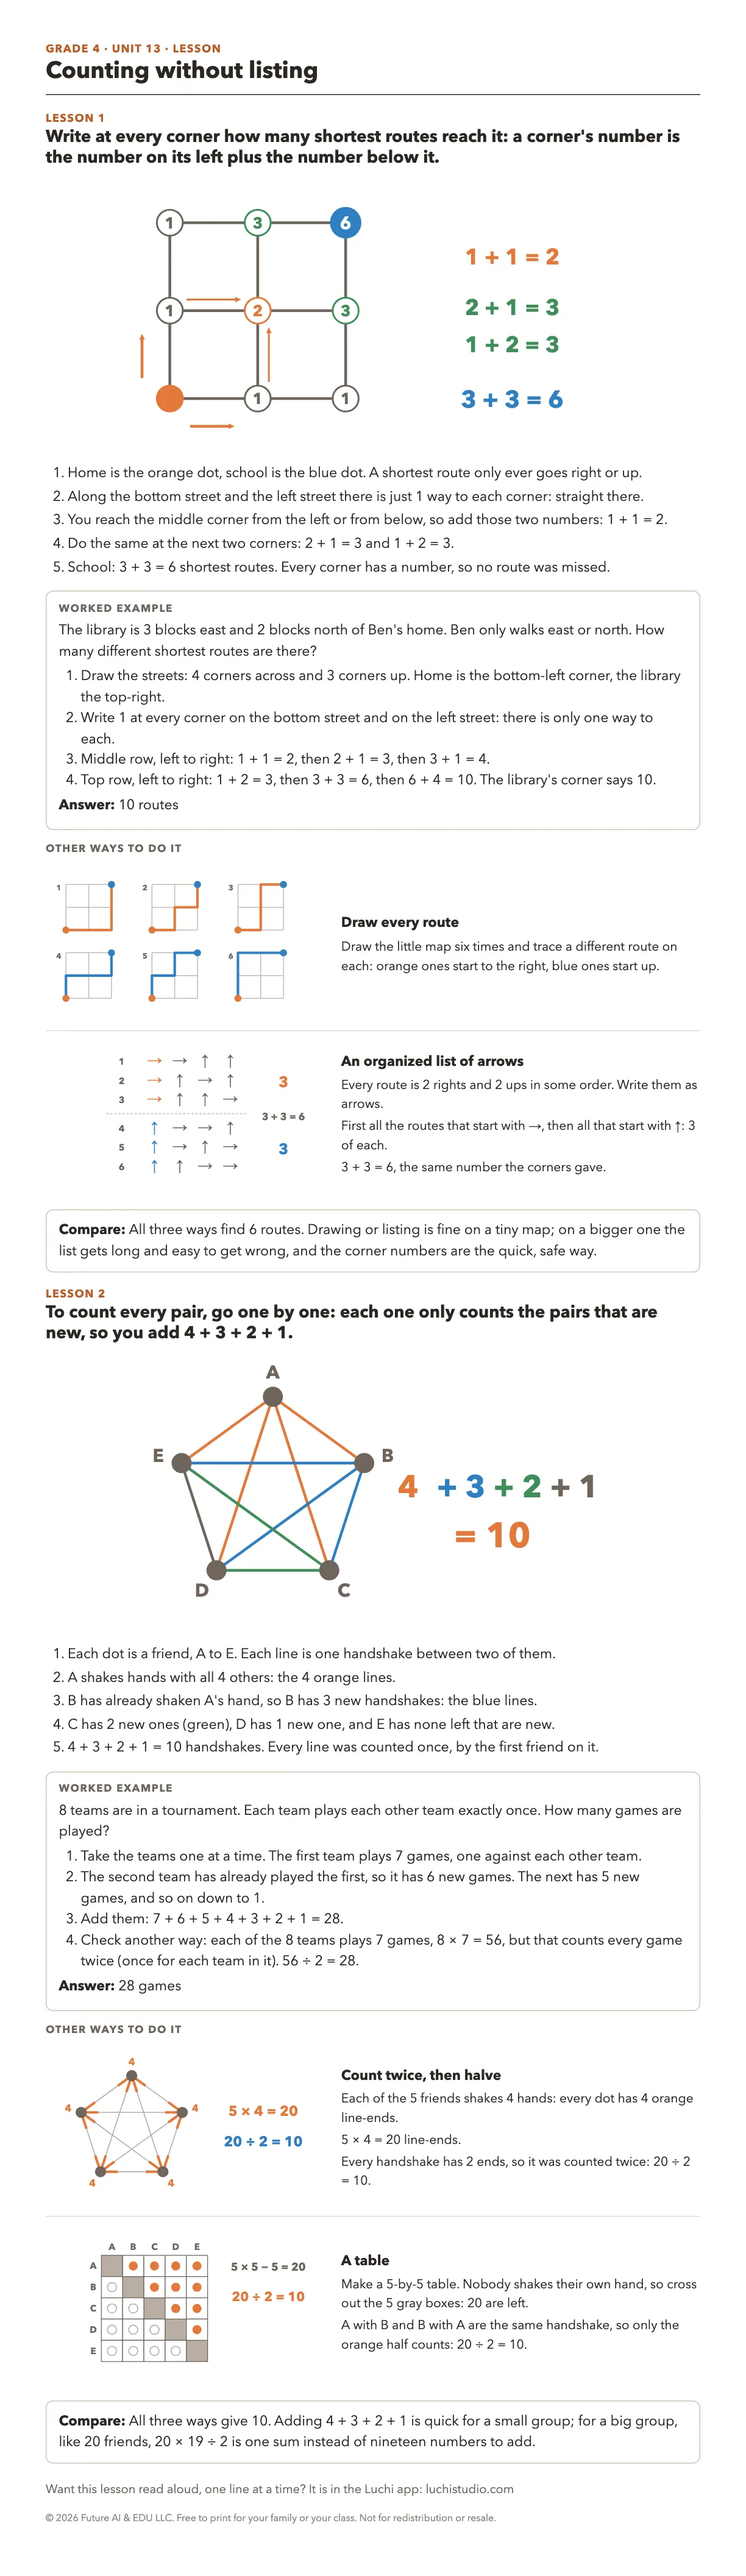 GRADE 4 · UNIT 13 · LESSON
Counting without listing
LESSON 1
Write at every corner how many shortest routes reach it: a corner's number is
the number on its left plus the number below it.
1 3 6
1 + 1 = 2
1 2 3
2 + 1 = 3
1 + 2 = 3
1 1
3 + 3 = 6
1. Home is the orange dot, school is the blue dot. A shortest route only ever goes right or up.
2. Along the bottom street and the left street there is just 1 way to each corner: straight there.
3. You reach the middle corner from the left or from below, so add those two numbers: 1 + 1 = 2.
4. Do the same at the next two corners: 2 + 1 = 3 and 1 + 2 = 3.
5. School: 3 + 3 = 6 shortest routes. Every corner has a number, so no route was missed.
WORKED EXAMPLE
The library is 3 blocks east and 2 blocks north of Ben's home. Ben only walks east or north. How
many different shortest routes are there?
1. Draw the streets: 4 corners across and 3 corners up. Home is the bottom-left corner, the library
the top-right.
2. Write 1 at every corner on the bottom street and on the left street: there is only one way to
each.
3. Middle row, left to right: 1 + 1 = 2, then 2 + 1 = 3, then 3 + 1 = 4.
4. Top row, left to right: 1 + 2 = 3, then 3 + 3 = 6, then 6 + 4 = 10. The library's corner says 10.
Answer: 10 routes
OTHER WAYS TO DO IT
1 2 3
4 5 6
Draw every route
Draw the little map six times and trace a different route on
each: orange ones start to the right, blue ones start up.
1 → → ↑ ↑
2 → ↑ → ↑
3 → ↑ ↑ →
4 ↑ → → ↑
5 ↑ → ↑ →
6 ↑ ↑ → →
3
3 + 3 = 6
3
An organized list of arrows
Every route is 2 rights and 2 ups in some order. Write them as
arrows.
First all the routes that start with →, then all that start with ↑: 3
of each.
3 + 3 = 6, the same number the corners gave.
Compare: All three ways find 6 routes. Drawing or listing is fine on a tiny map; on a bigger one the
list gets long and easy to get wrong, and the corner numbers are the quick, safe way.
LESSON 2
To count every pair, go one by one: each one only counts the pairs that are
new, so you add 4 + 3 + 2 + 1.
A
E B
4 + 3 + 2 + 1
= 10
D C
1. Each dot is a friend, A to E. Each line is one handshake between two of them.
2. A shakes hands with all 4 others: the 4 orange lines.
3. B has already shaken A's hand, so B has 3 new handshakes: the blue lines.
4. C has 2 new ones (green), D has 1 new one, and E has none left that are new.
5. 4 + 3 + 2 + 1 = 10 handshakes. Every line was counted once, by the first friend on it.
WORKED EXAMPLE
8 teams are in a tournament. Each team plays each other team exactly once. How many games are
played?
1. Take the teams one at a time. The first team plays 7 games, one against each other team.
2. The second team has already played the first, so it has 6 new games. The next has 5 new
games, and so on down to 1.
3. Add them: 7 + 6 + 5 + 4 + 3 + 2 + 1 = 28.
4. Check another way: each of the 8 teams plays 7 games, 8 × 7 = 56, but that counts every game
twice (once for each team in it). 56 ÷ 2 = 28.
Answer: 28 games
OTHER WAYS TO DO IT
4
4 4
4 4
5 × 4 = 20
20 ÷ 2 = 10
Count twice, then halve
Each of the 5 friends shakes 4 hands: every dot has 4 orange
line-ends.
5 × 4 = 20 line-ends.
Every handshake has 2 ends, so it was counted twice: 20 ÷ 2
= 10.
A B C D E
A
B
C
D
E
5 × 5 − 5 = 20
20 ÷ 2 = 10
A table
Make a 5-by-5 table. Nobody shakes their own hand, so cross
out the 5 gray boxes: 20 are left.
A with B and B with A are the same handshake, so only the
orange half counts: 20 ÷ 2 = 10.
Compare: All three ways give 10. Adding 4 + 3 + 2 + 1 is quick for a small group; for a big group,
like 20 friends, 20 × 19 ÷ 2 is one sum instead of nineteen numbers to add.
Want this lesson read aloud, one line at a time? It is in the Luchi app: luchistudio.com
© 2026 Future AI & EDU LLC. Free to print for your family or your class. Not for redistribution or resale.